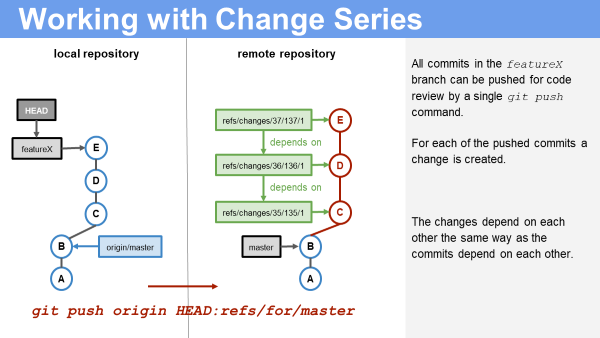 Working with Change Series
local repository
remote repository
HEAD
featureX
E
D
C
B
origin/master
A
refs/changes/37/137/1
E
depends on
refs/changes/36/136/1
D
depends on
refs/changes/35/135/1
C
master
B
A
git push origin HEAD:refs/for/master
All commits in the featureX
branch can be pushed for code
review by a single git push
command.
For each of the pushed commits a
change is created.
The changes depend on each
other the same way as the
commits depend on each other.